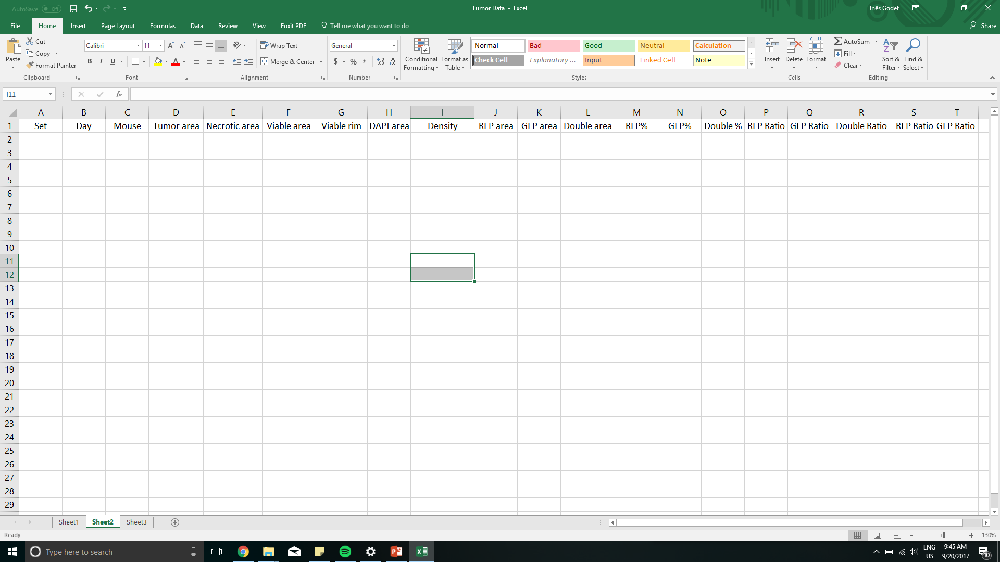 AutoSave Off
Tumor Data - Excel
Inês Godet
File Home Insert Page Layout Formulas Data Review View Foxit PDF Tell me what you want to do Share
Paste
Cut
Copy
Format Painter
Clipboard
Calibri 11
B I U
Font
Wrap Text
Merge & Center
Alignment
General
$ % ,
Number
Conditional Formatting
Format as Table
Normal Bad Good Neutral Calculation
Check Cell Explanatory ... Input Linked Cell Note
Styles
Insert Delete Format
Cells
AutoSum
Fill
Clear
Sort & Filter
Find & Select
Editing
I11
fx
A B C D E F G H I J K L M N O P Q R S T
1 Set Day Mouse Tumor area Necrotic area Viable area Viable rim DAPI area Density RFP area GFP area Double area RFP% GFP% Double % RFP Ratio GFP Ratio Double Ratio RFP Ratio GFP Ratio
2
3
4
5
6
7
8
9
10
11
12
13
14
15
16
17
18
19
20
21
22
23
24
25
26
27
28
29
Sheet1 Sheet2 Sheet3
Ready
130%
Type here to search
ENG
US
9:45 AM
9/20/2017
10